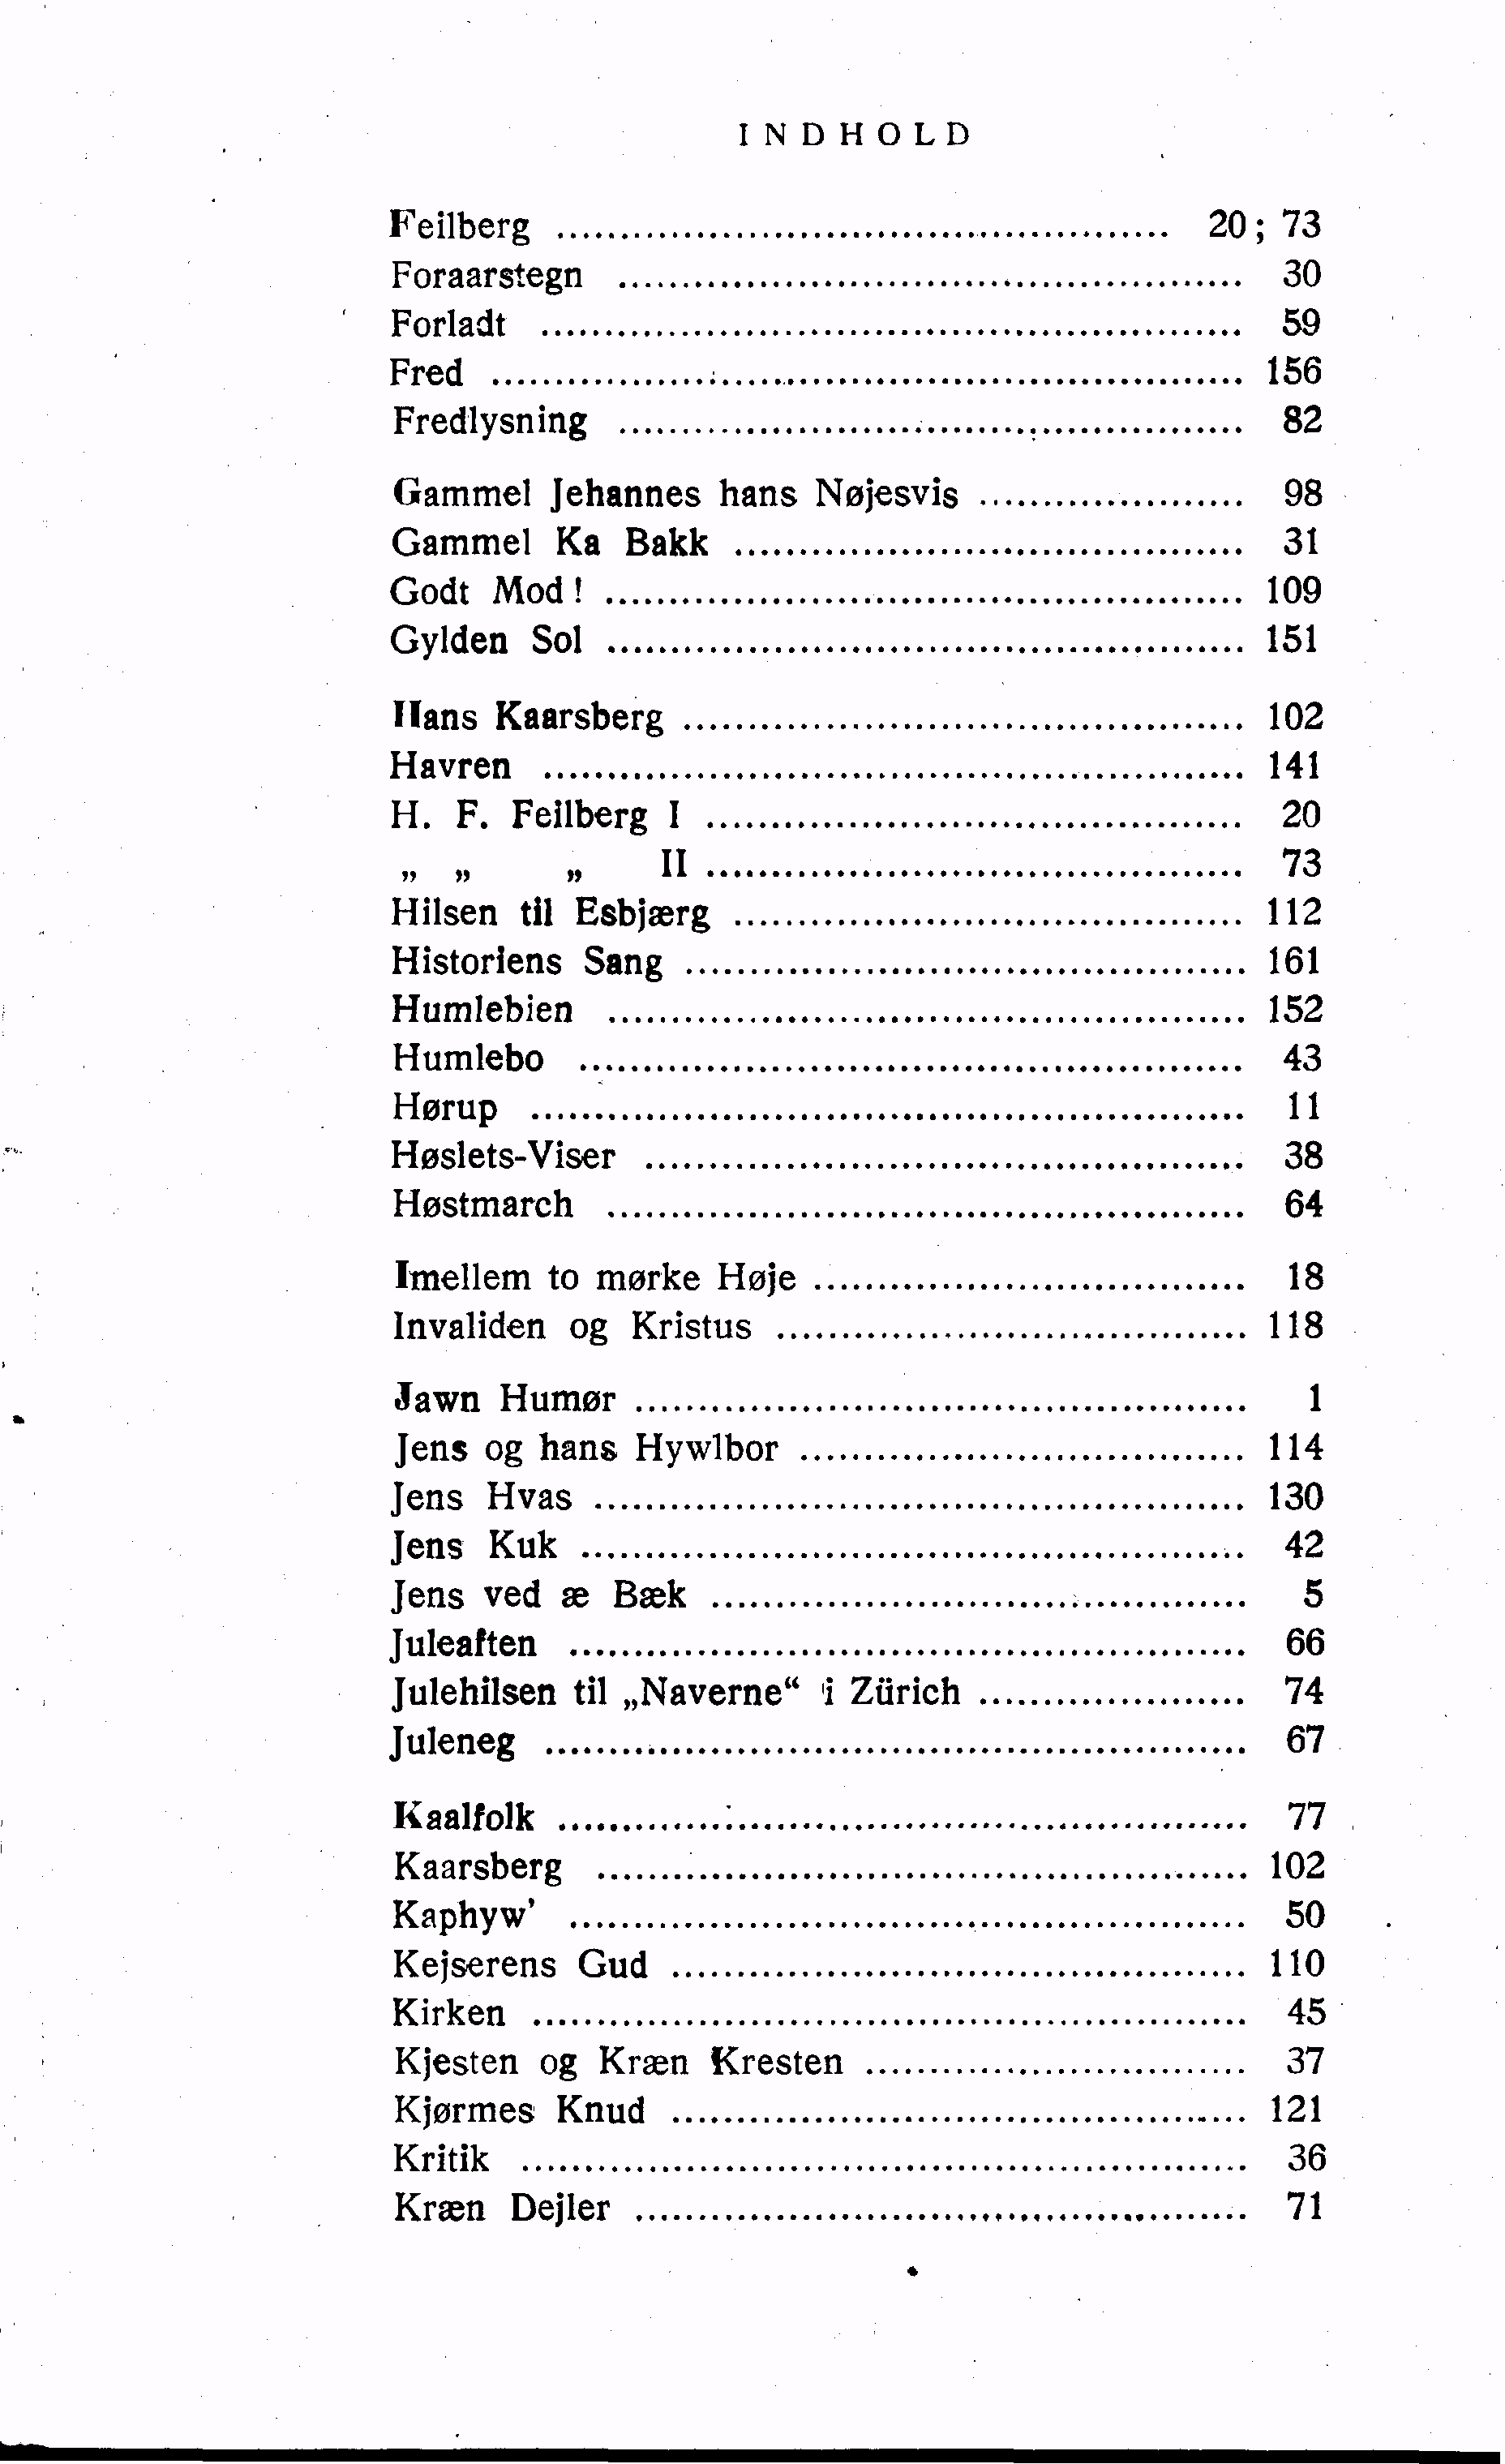 INDHOLD
Feilberg ........................................ 20; 73
Foraarstegn ........................................ 30
Forladt ........................................ 59
Fred ........................................ 156
Fredlysning ........................................ 82
Gammel Jehannes hans Nøjesvis .................... 98
Gammel Ka Bakk ........................................ 31
Godt Mod! ........................................ 109
Gylden Sol ........................................ 151
Hans Kaarsberg ........................................ 102
Havren ........................................ 141
H. F. Feilberg I ........................................ 20
„ „ „ II ........................................ 73
Hilsen til Esbjærg ........................................ 112
Historiens Sang ........................................ 161
Humlebien ........................................ 152
Humlebo ........................................ 43
Hørup ........................................ 11
Høslets-Viser ........................................ 38
Høstmarch ........................................ 64
Imellem to mørke Høje .............................. 18
Invaliden og Kristus .............................. 118
Jawn Humør ........................................ 1
Jens og hans Hywlbor .............................. 114
Jens Hvas ........................................ 130
Jens Kuk ........................................ 42
Jens ved æ Bæk ........................................ 5
Juleaften ........................................ 66
Julehilsen til „Naverne“ i Zürich .................... 74
Juleneg ........................................ 67
Kaalfolk ........................................ 77
Kaarsberg ........................................ 102
Kaphyw' ........................................ 50
Kejserens Gud ........................................ 110
Kirken ........................................ 45
Kjesten og Kræn Kresten .............................. 37
Kjørmes Knud ........................................ 121
Kritik ........................................ 36
Kræn Dejler ........................................ 71